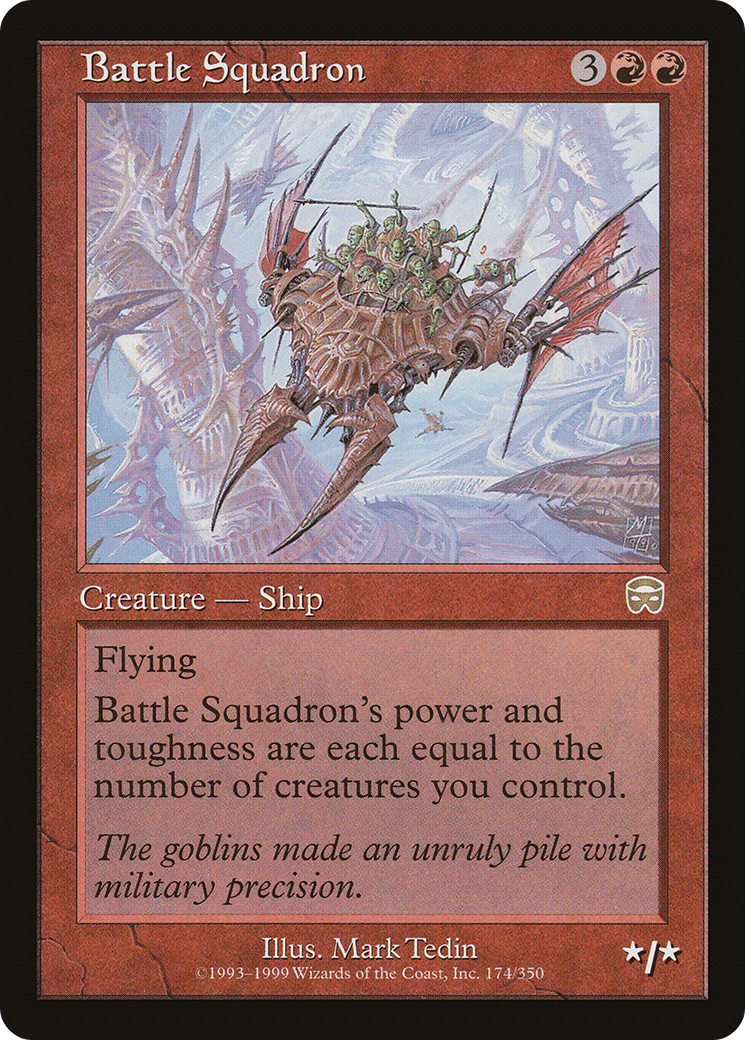 Battle Squadron 3
Creature — Ship
Flying
Battle Squadron's power and
toughness are each equal to the
number of creatures you control.
The goblins made an unruly pile with
military precision.
Illus. Mark Tedin
©1993–1999 Wizards of the Coast, Inc. 174/350
★/★